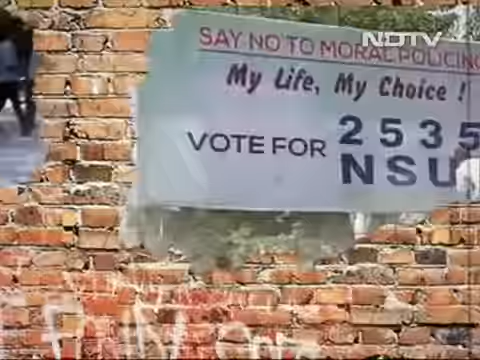 NDTV
SAY NO TO MORAL POLICING
My Life, My Choice !
VOTE FOR
2535
NSU